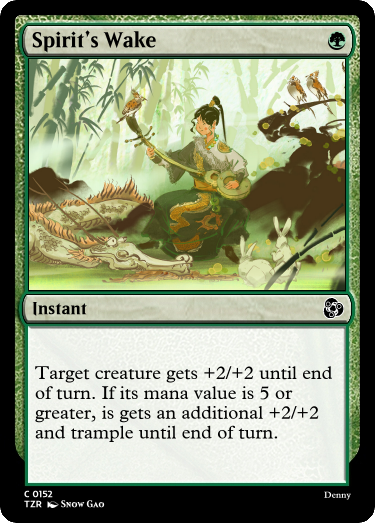 Spirit's Wake
Instant
Target creature gets +2/+2 until end
of turn. If its mana value is 5 or
greater, is gets an additional +2/+2
and trample until end of turn.
C 0152
Denny
TZR Snow Gao